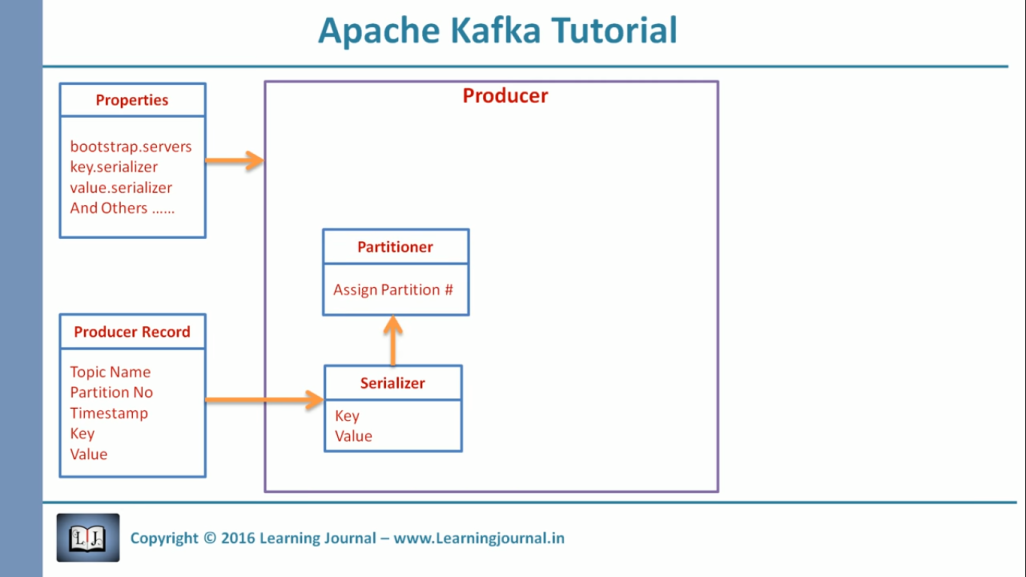 Apache Kafka Tutorial
Properties
bootstrap.servers
key.serializer
value.serializer
And Others ......
Producer
Partitioner
Assign Partition #
Producer Record
Topic Name
Partition No
Timestamp
Key
Value
Serializer
Key
Value
L J
Copyright © 2016 Learning Journal – www.Learningjournal.in